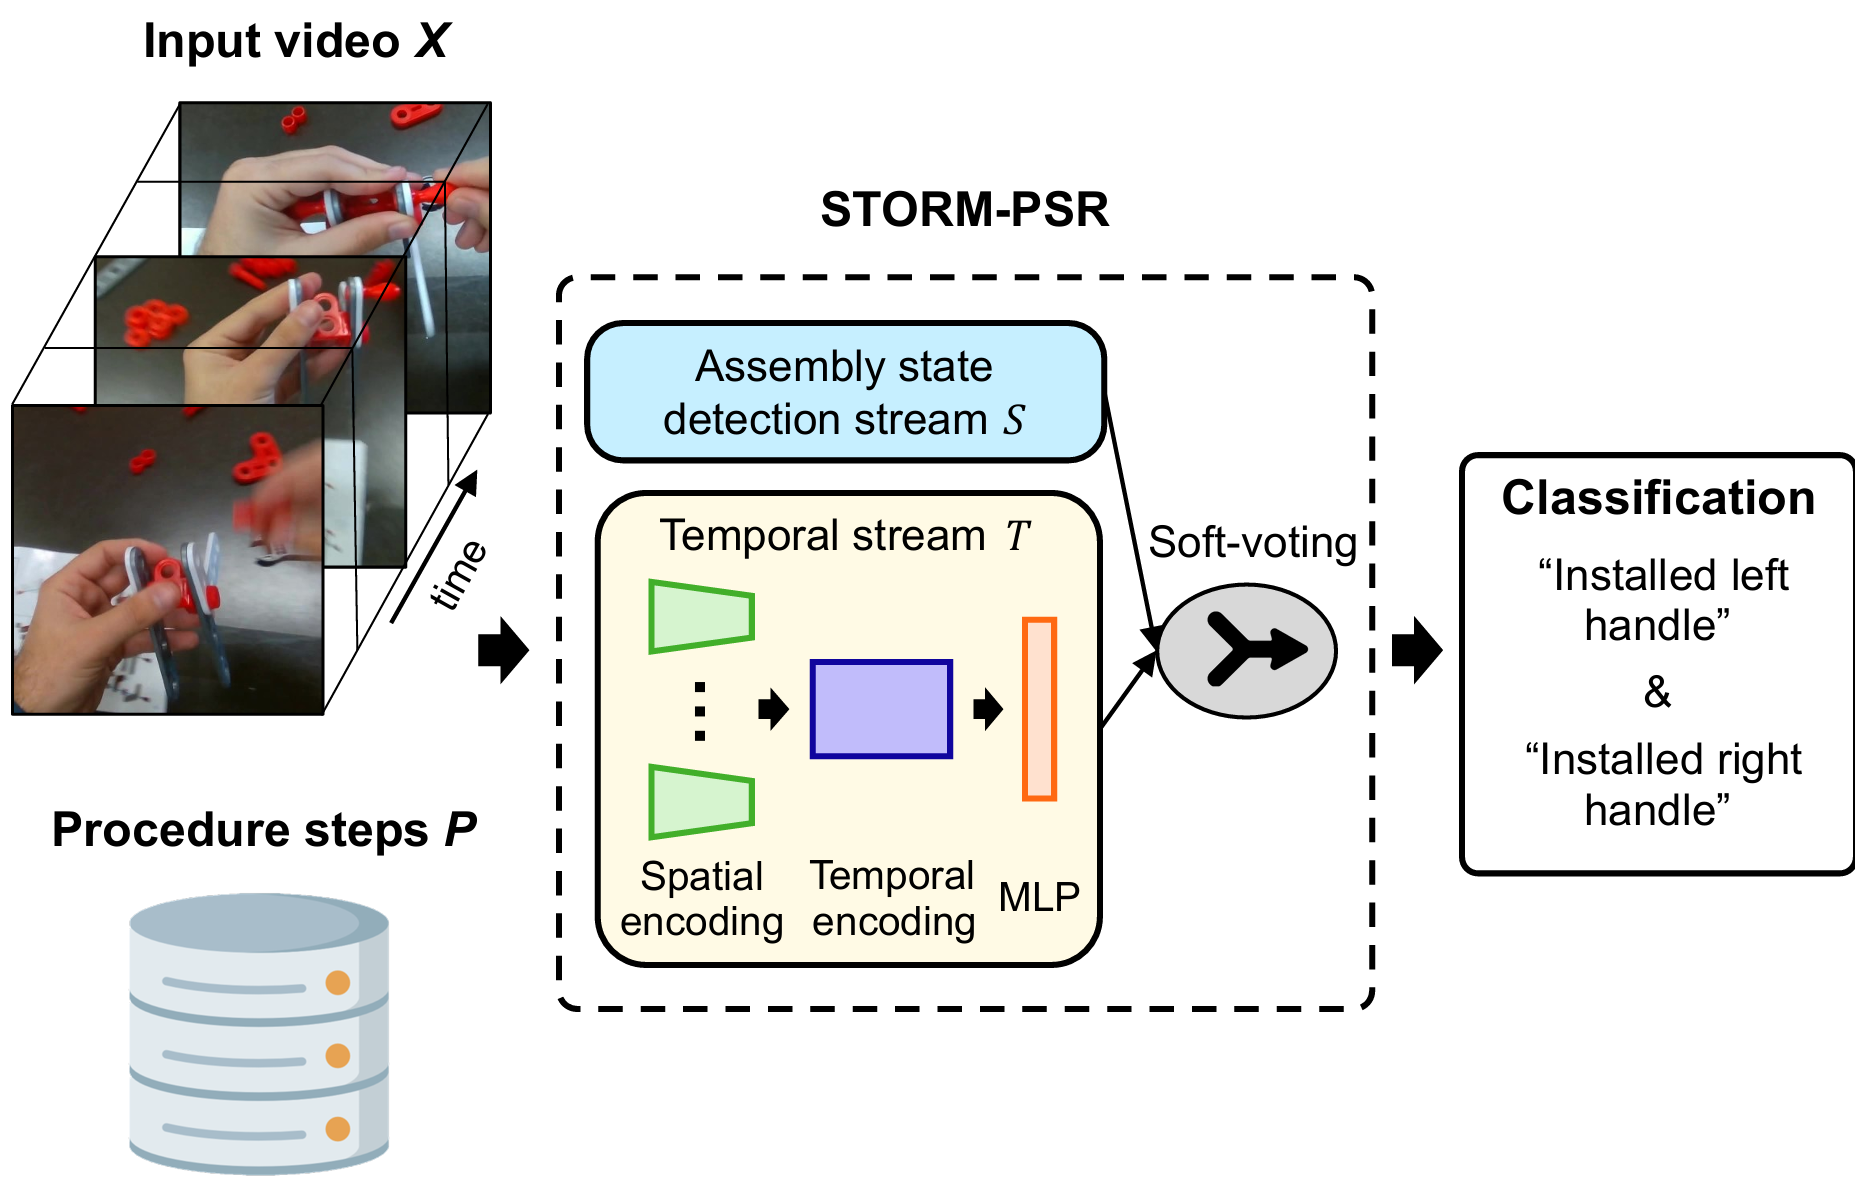 Input video X
time
Procedure steps P
STORM-PSR
Assembly state
detection stream S
Temporal stream T
Spatial
encoding
Temporal
encoding
MLP
Soft-voting
Classification
“Installed left
handle”
&
“Installed right
handle”